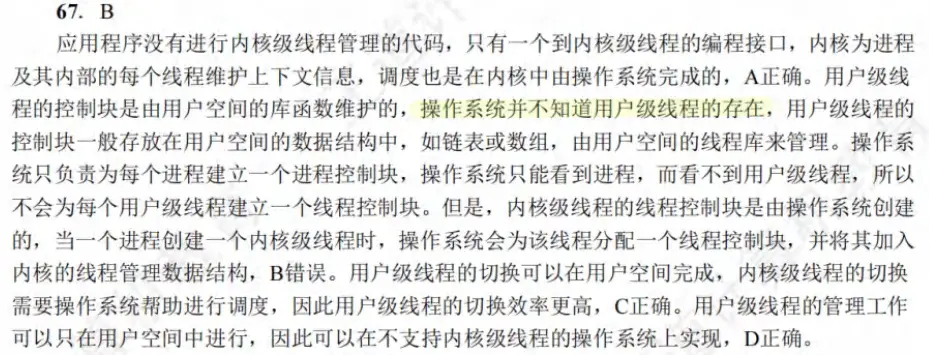 67. B
应用程序没有进行内核级线程管理的代码，只有一个到内核级线程的编程接口，内核为进程
及其内部的每个线程维护上下文信息，调度也是在内核中由操作系统完成的，A正确。用户级线
程的控制块是由用户空间的库函数维护的，操作系统并不知道用户级线程的存在，用户级线程的
控制块一般存放在用户空间的数据结构中，如链表或数组，由用户空间的线程库来管理。操作系
统只负责为每个进程建立一个进程控制块，操作系统只能看到进程，而看不到用户级线程，所以
不会为每个用户级线程建立一个线程控制块。但是，内核级线程的线程控制块是由操作系统创建
的，当一个进程创建一个内核级线程时，操作系统会为该线程分配一个线程控制块，并将其加入
内核的线程管理数据结构，B错误。用户级线程的切换可以在用户空间完成，内核级线程的切换
需要操作系统帮助进行调度，因此用户级线程的切换效率更高，C正确。用户级线程的管理工作
可以只在用户空间中进行，因此可以在不支持内核级线程的操作系统上实现，D正确。